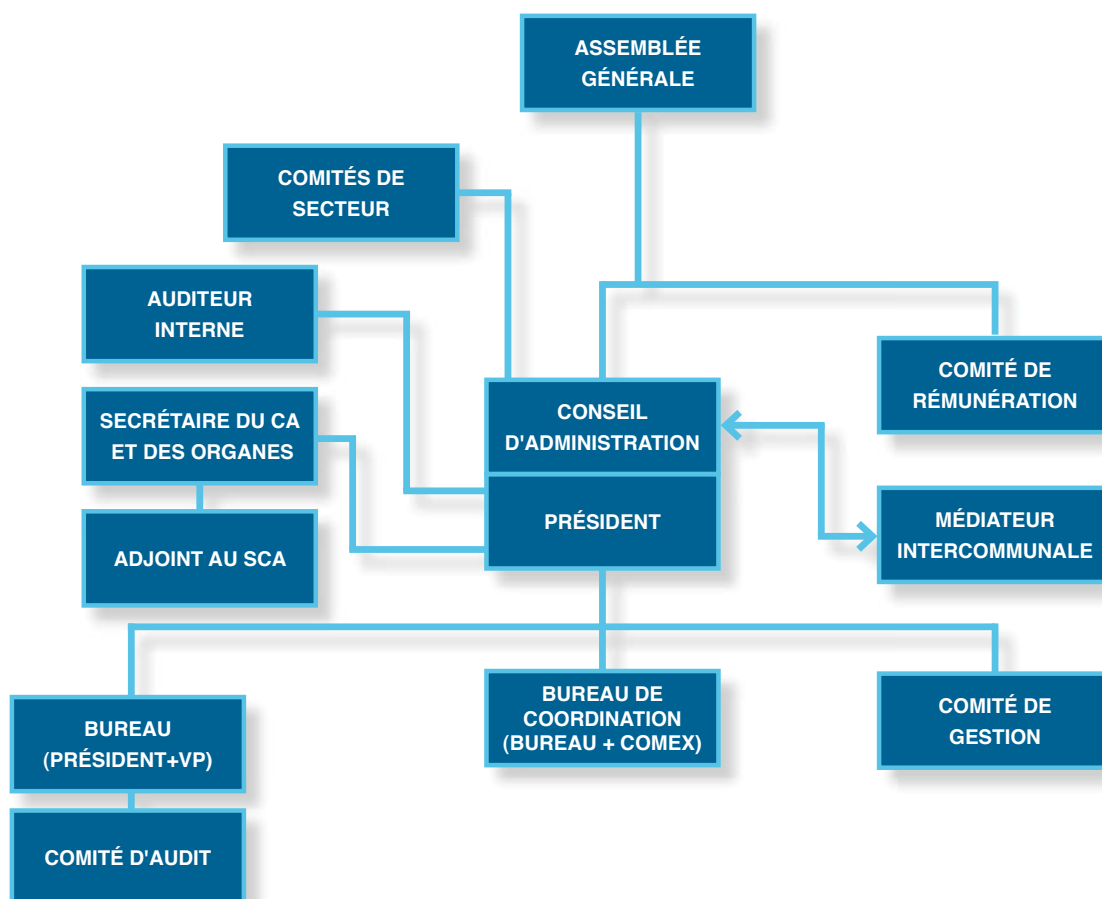 ASSEMBLÉE
GÉNÉRALE
COMITÉS DE
SECTEUR
AUDITEUR
INTERNE
COMITÉ DE
RÉMUNÉRATION
SECRÉTAIRE DU CA
ET DES ORGANES
CONSEIL
D'ADMINISTRATION
PRÉSIDENT
MÉDIATEUR
INTERCOMMUNALE
ADJOINT AU SCA
BUREAU
(PRÉSIDENT+VP)
BUREAU DE
COORDINATION
(BUREAU + COMEX)
COMITÉ DE
GESTION
COMITÉ D'AUDIT